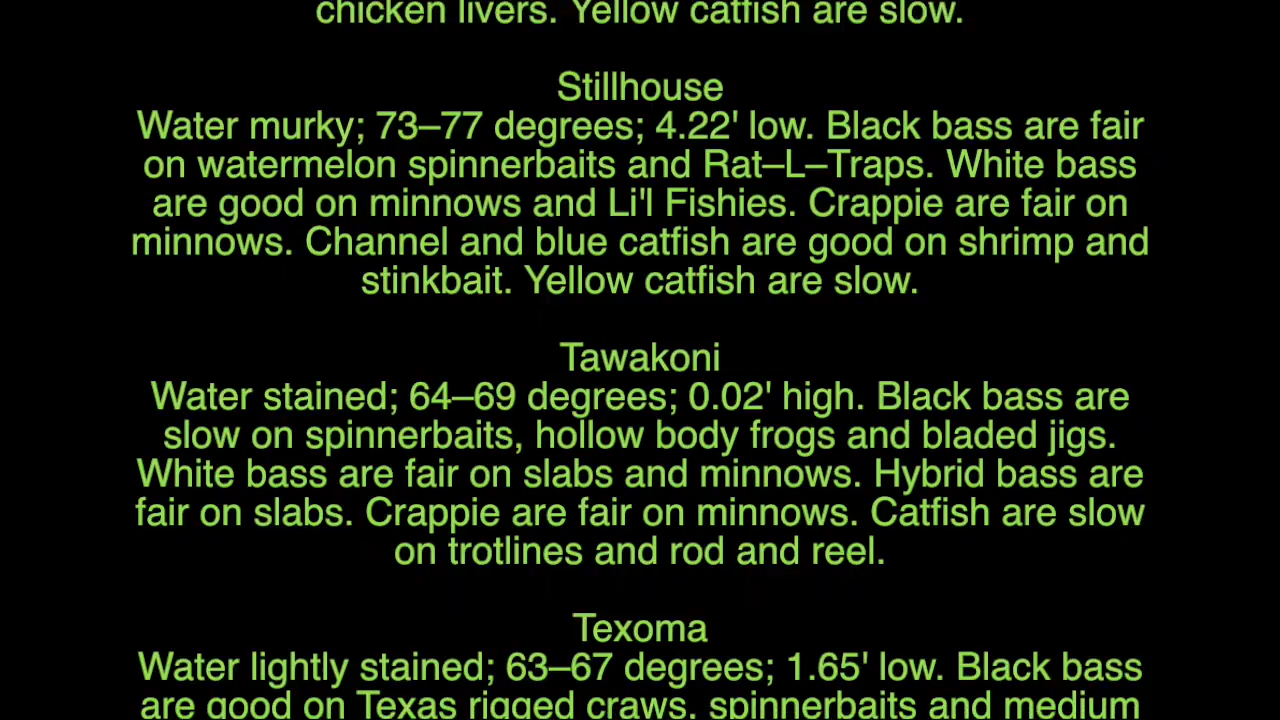 chicken livers. Yellow catfish are slow.
Stillhouse
Water murky; 73–77 degrees; 4.22' low. Black bass are fair
on watermelon spinnerbaits and Rat–L–Traps. White bass
are good on minnows and Li'l Fishies. Crappie are fair on
minnows. Channel and blue catfish are good on shrimp and
stinkbait. Yellow catfish are slow.
Tawakoni
Water stained; 64–69 degrees; 0.02' high. Black bass are
slow on spinnerbaits, hollow body frogs and bladed jigs.
White bass are fair on slabs and minnows. Hybrid bass are
fair on slabs. Crappie are fair on minnows. Catfish are slow
on trotlines and rod and reel.
Texoma
Water lightly stained; 63–67 degrees; 1.65' low. Black bass
are good on Texas rigged craws, spinnerbaits and medium